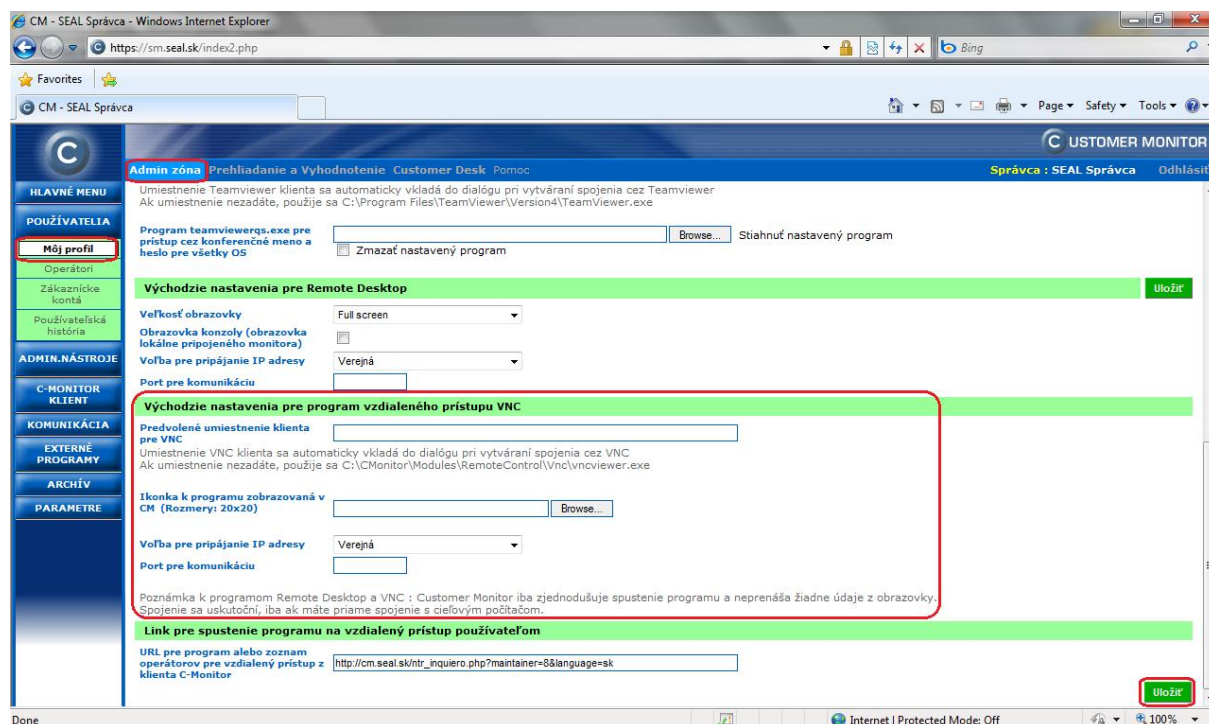 CM - SEAL Správca - Windows Internet Explorer
https://sm.seal.sk/index2.php
Bing
Favorites
CM - SEAL Správca
Page Safety Tools
CUSTOMER MONITOR
Admin zóna Prehliadanie a Vyhodnotenie Customer Desk Pomoc
Správca : SEAL Správca Odhlásiť
HLAVNÉ MENU
POUŽÍVATELIA
Môj profil
Operátori
Zákaznícke
kontá
Používateľská
história
ADMIN.NÁSTROJE
C-MONITOR
KLIENT
KOMUNIKÁCIA
EXTERNÉ
PROGRAMY
ARCHÍV
PARAMETRE
Umiestnenie Teamviewer klienta sa automaticky vkladá do dialógu pri vytváraní spojenia cez Teamviewer
Ak umiestnenie nezadáte, použije sa C:\Program Files\TeamViewer\Version4\TeamViewer.exe
Program teamviewerqs.exe pre
prístup cez konferenčné meno a
heslo pre všetky OS
Browse... Stiahnuť nastavený program
Zmazať nastavený program
Východzie nastavenia pre Remote Desktop
Uložiť
Veľkosť obrazovky Full screen
Obrazovka konzoly (obrazovka
lokálne pripojeného monitora)
Voľba pre pripájanie IP adresy Verejná
Port pre komunikáciu
Východzie nastavenia pre program vzdialeného prístupu VNC
Predvolené umiestnenie klienta
pre VNC
Umiestnenie VNC klienta sa automaticky vkladá do dialógu pri vytváraní spojenia cez VNC
Ak umiestnenie nezadáte, použije sa C:\CMonitor\Modules\RemoteControl\Vnc\vncviewer.exe
Ikonka k programu zobrazovaná v
CM (Rozmery: 20x20)
Browse...
Voľba pre pripájanie IP adresy Verejná
Port pre komunikáciu
Poznámka k programom Remote Desktop a VNC : Customer Monitor iba zjednodušuje spustenie programu a neprenáša žiadne údaje z obrazovky.
Spojenie sa uskutoční, iba ak máte priame spojenie s cieľovým počítačom.
Link pre spustenie programu na vzdialený prístup používateľom
URL pre program alebo zoznam
operátorov pre vzdialený prístup z
klienta C-Monitor
http://cm.seal.sk/ntr_inquiero.php?maintainer=8&language=sk
Uložiť
Done
Internet | Protected Mode: Off
100%